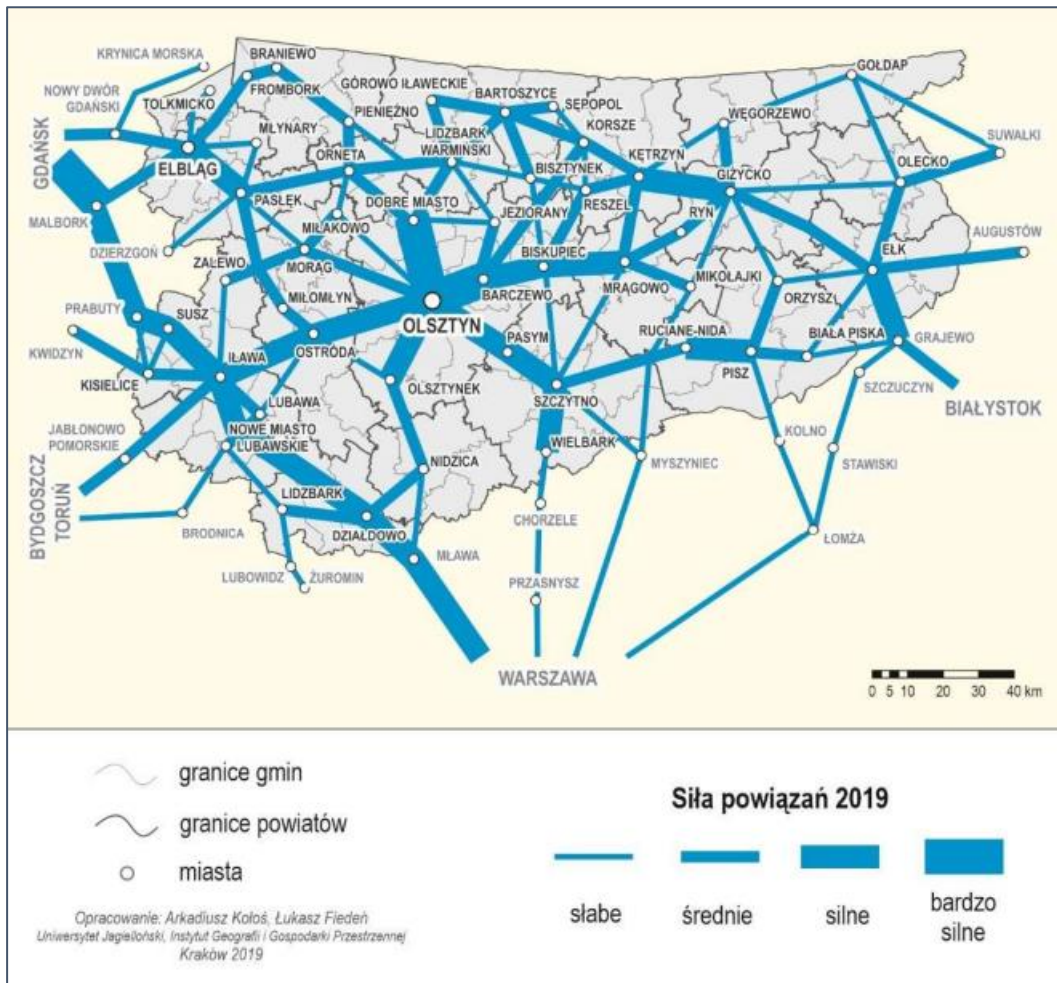 KRYNICA MORSKA
BRANIEWO
GOŁDAP
NOWY DWÓR
GDAŃSKI
TOLKMICKO
FROMBORK
GÓROWO IŁAWECKIE
BARTOSZYCE
SĘPOPOL
WĘGORZEWO
PIENIĘŻNO
KORSZE
SUWAŁKI
GDAŃSK
MŁYNARY
LIDZBARK
WARMIŃSKI
KĘTRZYN
OLECKO
ELBLĄG
ORNETA
BISZTYNEK
GIŻYCKO
MALBORK
PASŁĘK
DOBRE MIASTO
JEZIORANY
RESZEL
RYN
AUGUSTÓW
DZIERZGOŃ
MIŁAKOWO
BISKUPIEC
EŁK
ZALEWO
MORĄG
BARCZEWO
MRĄGOWO
MIKOŁAJKI
ORZYSZ
PRABUTY
SUSZ
MIŁOMŁYN
OLSZTYN
PASYM
RUCIANE-NIDA
BIAŁA PISKA
GRAJEWO
KWIDZYN
OSTRÓDA
IŁAWA
PISZ
KISIELICE
OLSZTYNEK
SZCZYTNO
SZCZUCZYN
LUBAWA
BIAŁYSTOK
JABŁONOWO
POMORSKIE
NOWE MIASTO
LUBAWSKIE
NIDZICA
WIELBARK
MYSZYNIEC
KOLNO
STAWISKI
BYDGOSZCZ
TORUŃ
LIDZBARK
CHORZELE
BRODNICA
DZIAŁDOWO
MŁAWA
ŁOMŻA
LUBOWIDZ
ŻUROMIN
PRZASNYSZ
WARSZAWA
0 5 10 20 30 40 km
granice gmin
granice powiatów
miasta
Opracowanie: Arkadiusz Kołoś, Łukasz Fiedeń
Uniwersytet Jagielloński, Instytut Geografii i Gospodarki Przestrzennej
Kraków 2019
Siła powiązań 2019
słabe
średnie
silne
bardzo
silne